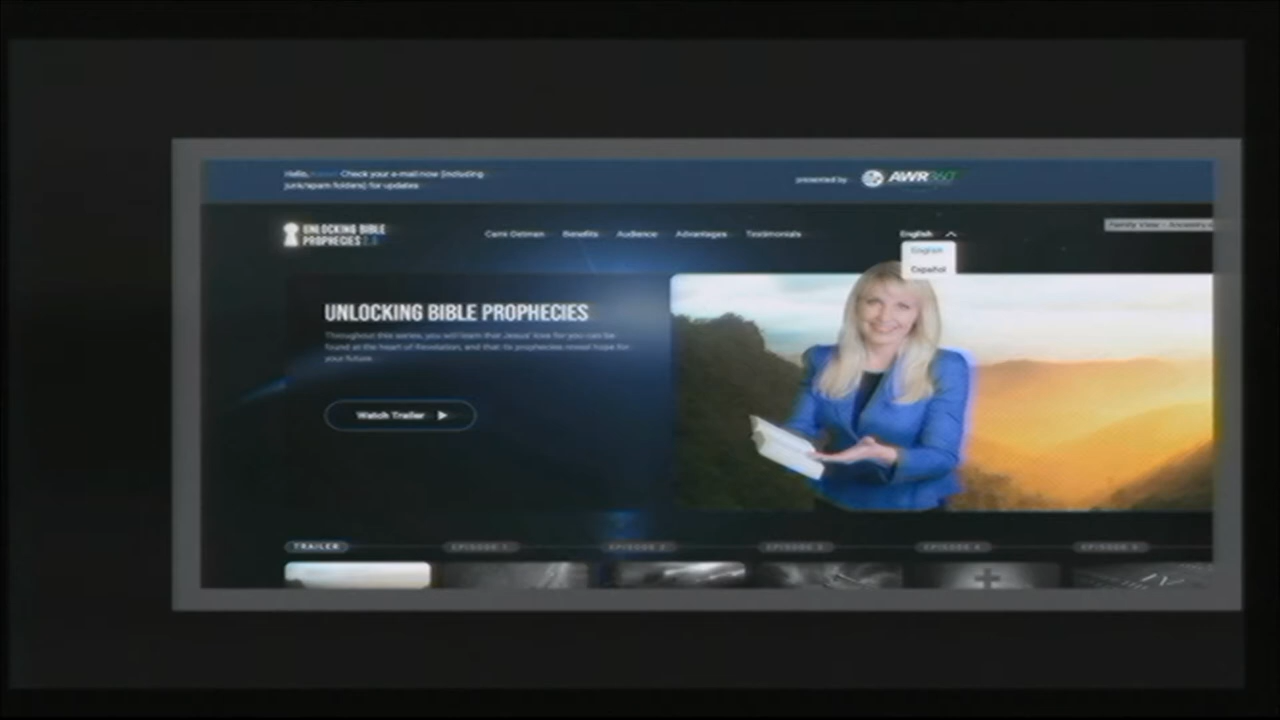 Hello, Check your e-mail now (including
junk/spam folders) for updates
presented by AWR360°
UNLOCKING BIBLE
PROPHECIES 2.0
Cami Oetman Benefits Audience Advantages Testimonials
English
English
Español
Family View - Ancestry
UNLOCKING BIBLE PROPHECIES
Throughout this series, you will learn that Jesus' love for you can be
found at the heart of Revelation, and that its prophecies reveal hope for
your future.
Watch Trailer
TRAILER EPISODE 1 EPISODE 2 EPISODE 3 EPISODE 4 EPISODE 5